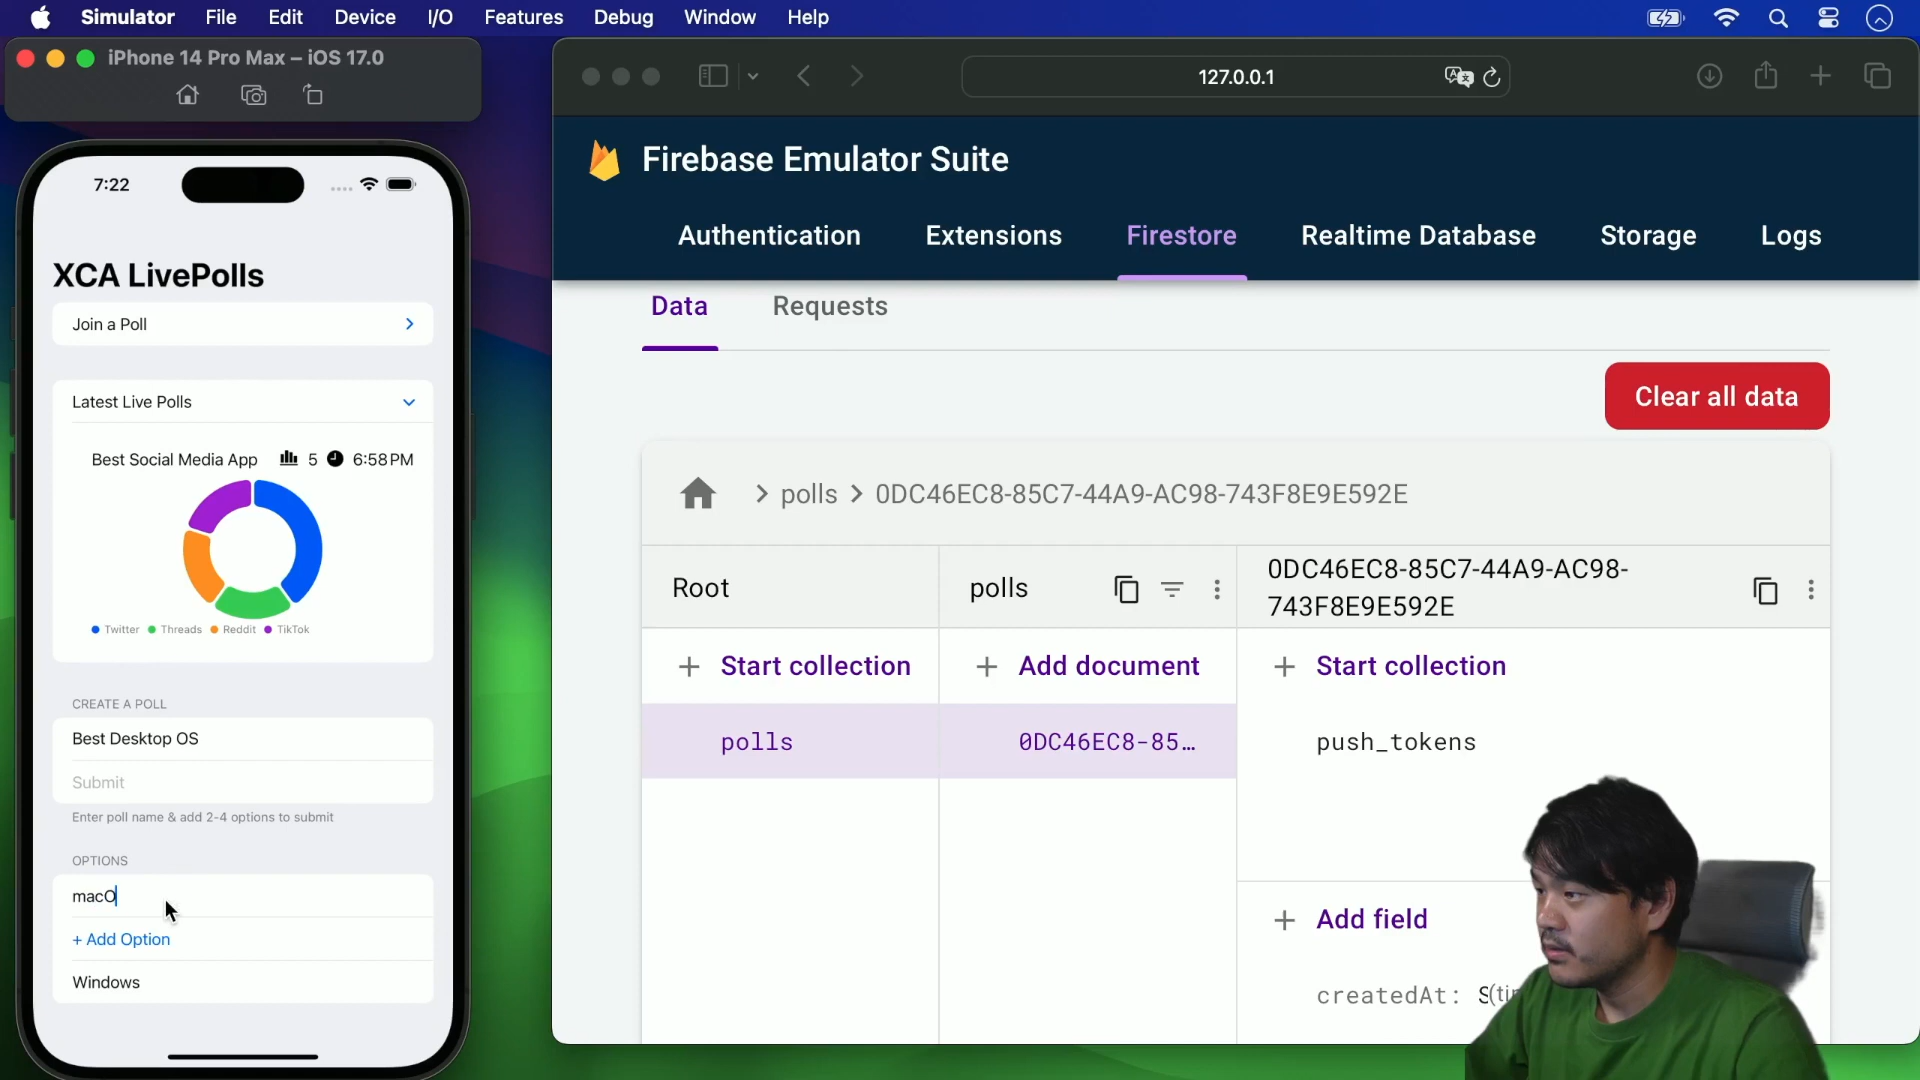 Simulator File Edit Device I/O Features Debug Window Help
iPhone 14 Pro Max – iOS 17.0
7:22
XCA LivePolls
Join a Poll
Latest Live Polls
Best Social Media App 5 6:58 PM
Twitter Threads Reddit TikTok
CREATE A POLL
Best Desktop OS
Submit
Enter poll name & add 2-4 options to submit
OPTIONS
macO
+ Add Option
Windows
127.0.0.1
Firebase Emulator Suite
Authentication Extensions Firestore Realtime Database Storage Logs
Data Requests
Clear all data
> polls > 0DC46EC8-85C7-44A9-AC98-743F8E9E592E
Root
polls
0DC46EC8-85C7-44A9-AC98-
743F8E9E592E
+ Start collection
+ Add document
+ Start collection
polls
0DC46EC8-85…
push_tokens
+ Add field
createdAt: